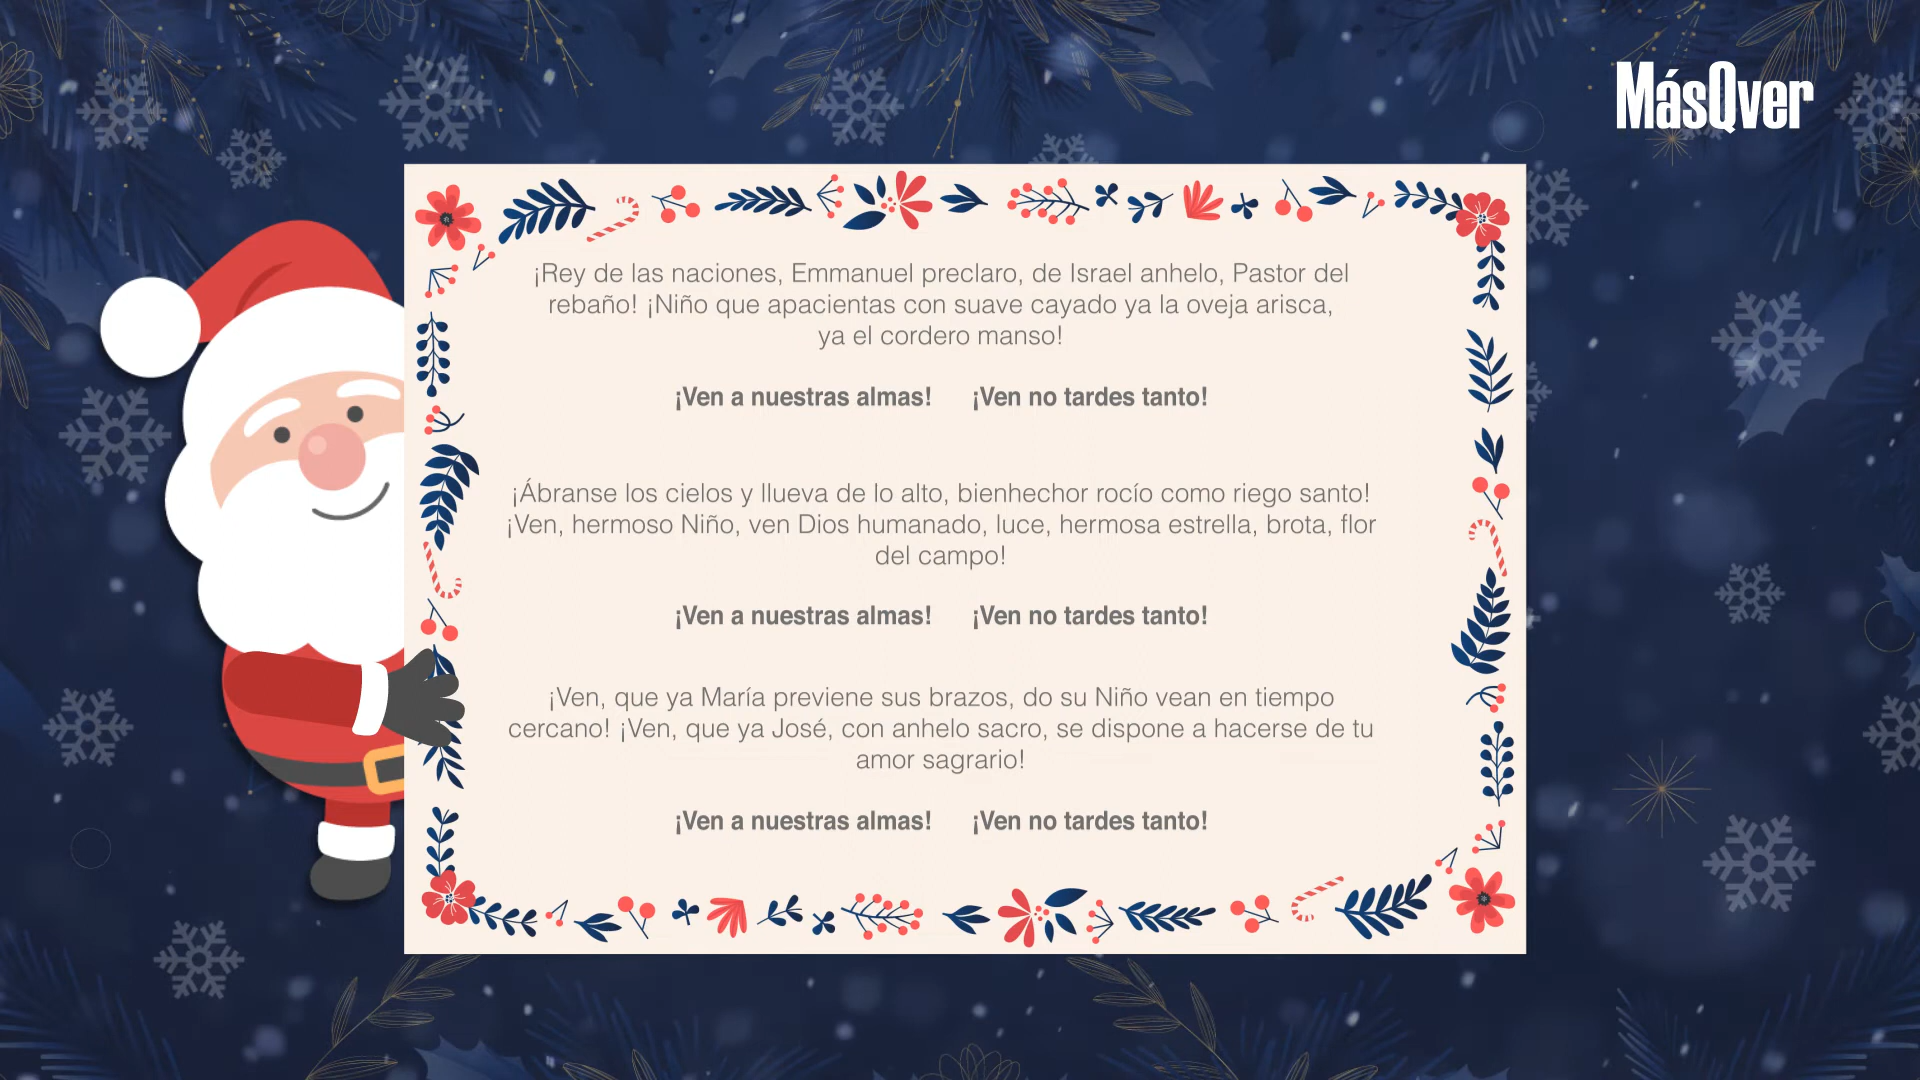 MásQver
¡Rey de las naciones, Emmanuel preclaro, de Israel anhelo, Pastor del
rebaño! ¡Niño que apacientas con suave cayado ya la oveja arisca,
ya el cordero manso!
¡Ven a nuestras almas! ¡Ven no tardes tanto!
¡Ábranse los cielos y llueva de lo alto, bienhechor rocío como riego santo!
¡Ven, hermoso Niño, ven Dios humanado, luce, hermosa estrella, brota, flor
del campo!
¡Ven a nuestras almas! ¡Ven no tardes tanto!
¡Ven, que ya María previene sus brazos, do su Niño vean en tiempo
cercano! ¡Ven, que ya José, con anhelo sacro, se dispone a hacerse de tu
amor sagrario!
¡Ven a nuestras almas! ¡Ven no tardes tanto!